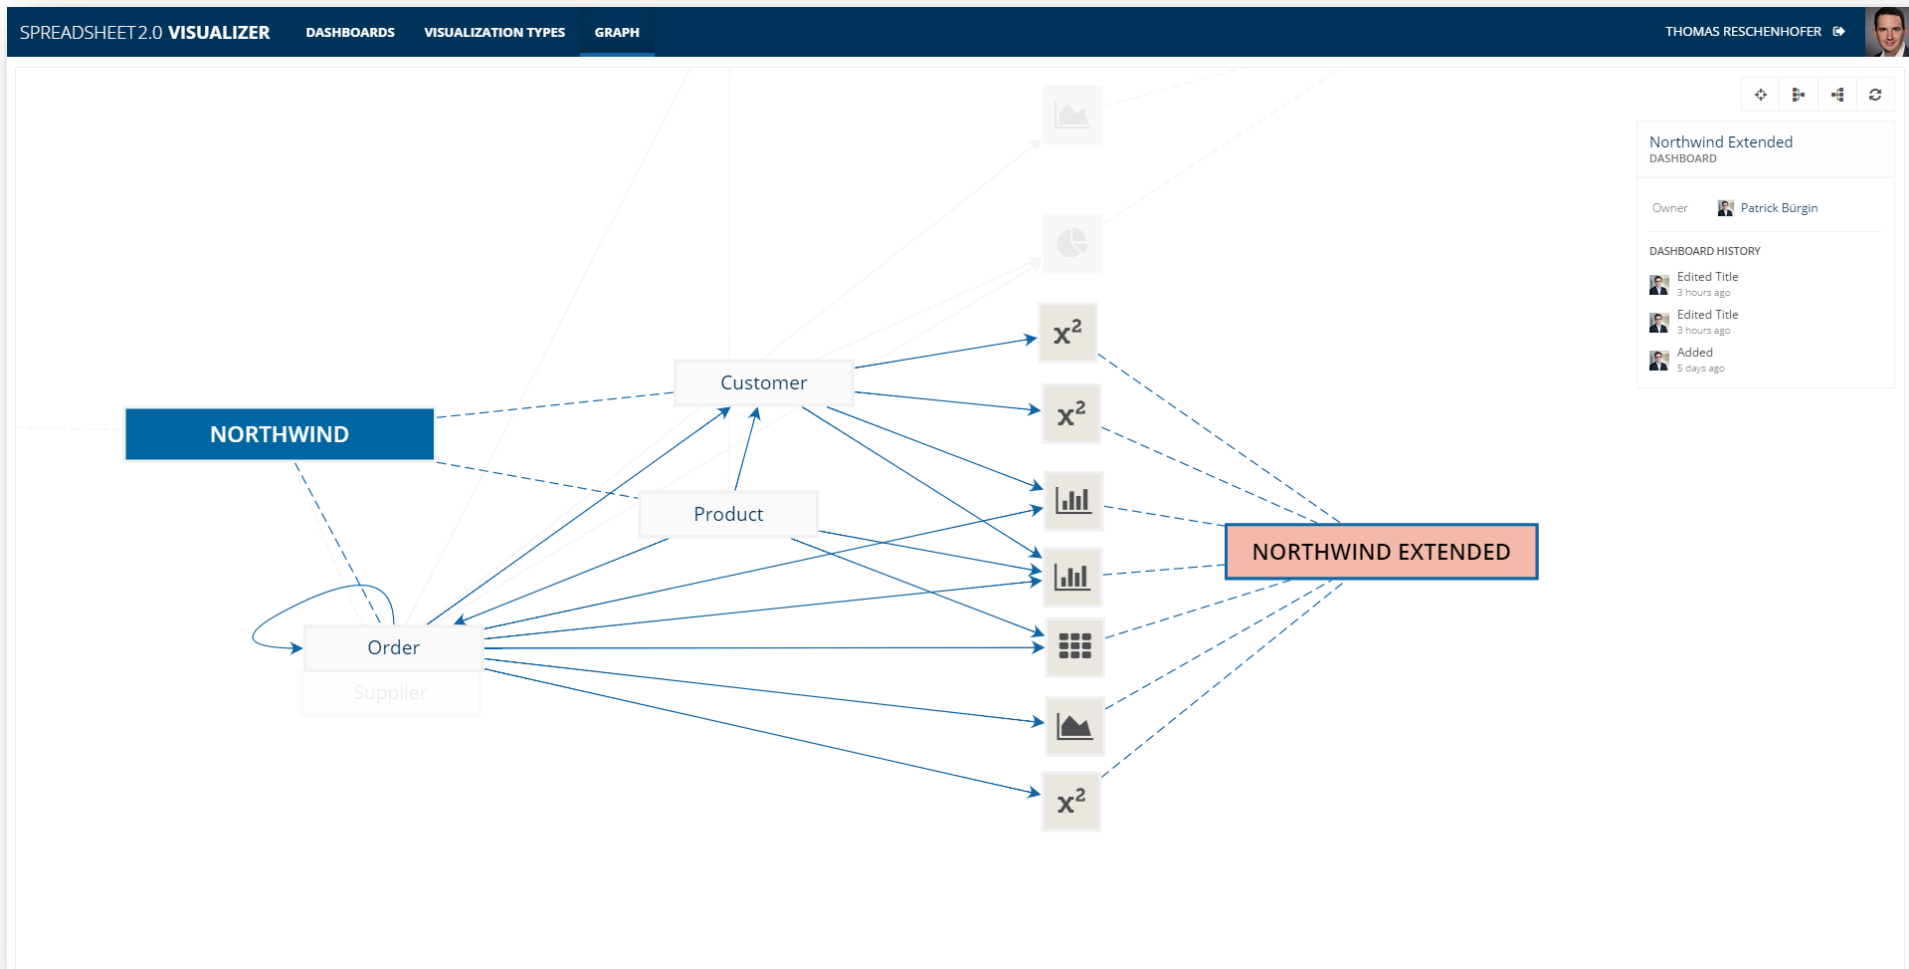 SPREADSHEET 2.0 VISUALIZER DASHBOARDS VISUALIZATION TYPES GRAPH THOMAS RESCHENHOFER
Northwind Extended
DASHBOARD
Owner Patrick Bürgin
DASHBOARD HISTORY
Edited Title
3 hours ago
Edited Title
3 hours ago
Added
5 days ago
x²
Customer
x²
NORTHWIND
Product
NORTHWIND EXTENDED
Order
Supplier
x²